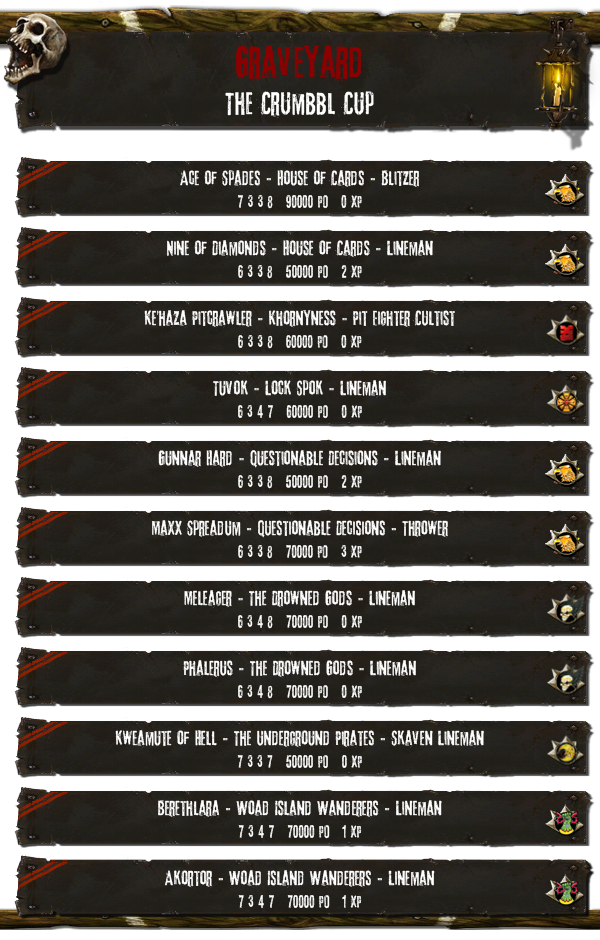 GRAVEYARD
THE CRUMBBL CUP
ACE OF SPADES - HOUSE OF CARDS - BLITZER
7 3 3 8 90000 PO 0 XP
NINE OF DIAMONDS - HOUSE OF CARDS - LINEMAN
6 3 3 8 50000 PO 2 XP
KE'HAZA PITCRAWLER - KHORNYNESS - PIT FIGHTER CULTIST
6 3 3 8 60000 PO 0 XP
TUVOK - LOCK SPOK - LINEMAN
6 3 4 7 60000 PO 0 XP
GUNNAR HARD - QUESTIONABLE DECISIONS - LINEMAN
6 3 3 8 50000 PO 2 XP
MAXX SPREADUM - QUESTIONABLE DECISIONS - THROWER
6 3 3 8 70000 PO 3 XP
MELEAGER - THE DROWNED GODS - LINEMAN
6 3 4 8 70000 PO 0 XP
PHALERUS - THE DROWNED GODS - LINEMAN
6 3 4 8 70000 PO 0 XP
KWEAMUTE OF HELL - THE UNDERGROUND PIRATES - SKAVEN LINEMAN
7 3 3 7 50000 PO 0 XP
BERETHLARA - WOAD ISLAND WANDERERS - LINEMAN
7 3 4 7 70000 PO 1 XP
AKORTOR - WOAD ISLAND WANDERERS - LINEMAN
7 3 4 7 70000 PO 1 XP